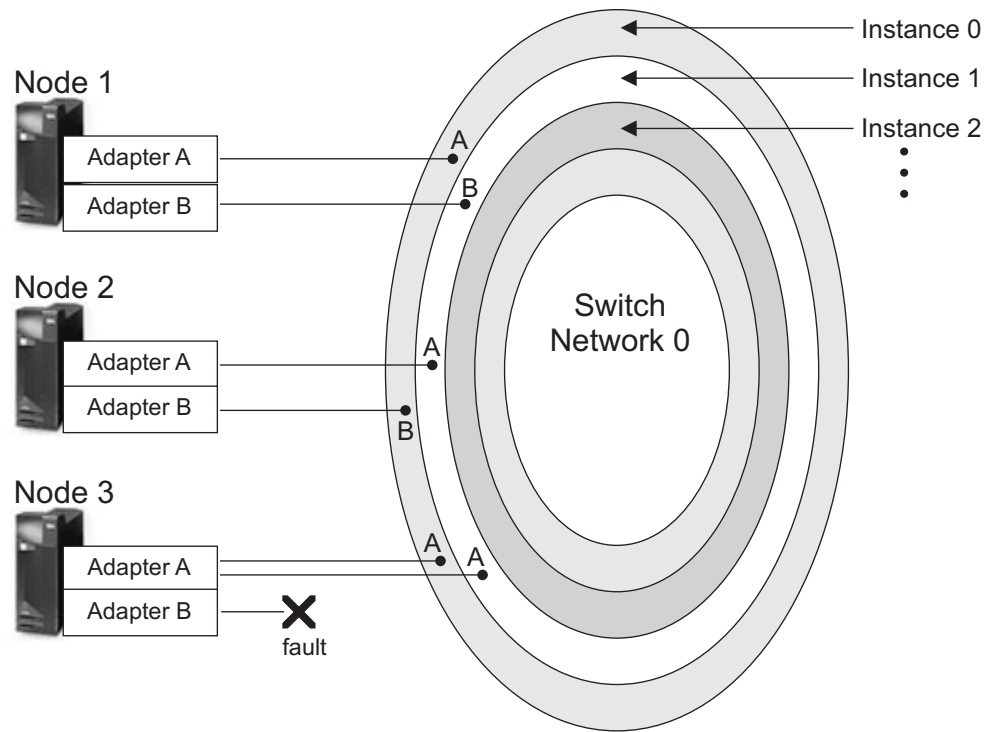 Instance 0
Instance 1
Instance 2
Node 1
Adapter A
Adapter B
A
B
Node 2
Adapter A
Adapter B
A
B
Switch
Network 0
Node 3
Adapter A
Adapter B
A
A
fault